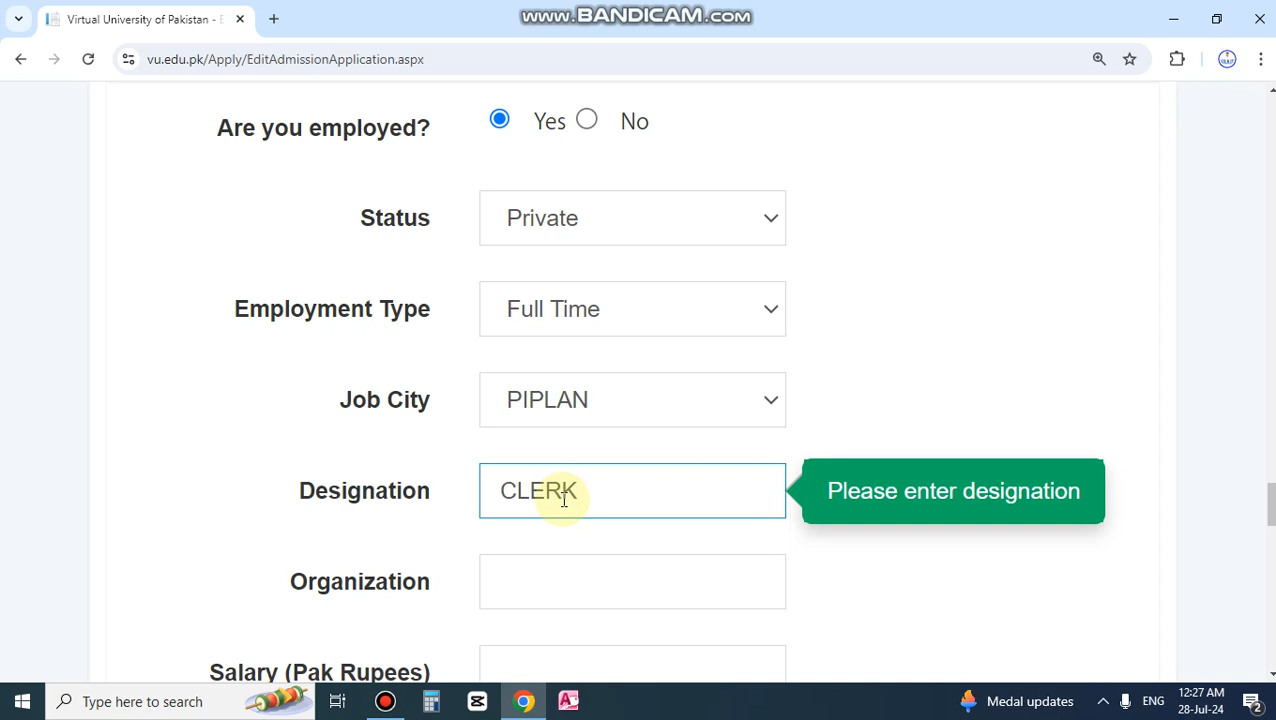 www.BANDICAM.com
Virtual University of Pakistan - E
vu.edu.pk/Apply/EditAdmissionApplication.aspx
Are you employed? Yes No
Status Private
Employment Type Full Time
Job City PIPLAN
Designation CLERK Please enter designation
Organization
Salary (Pak Rupees)
Type here to search Medal updates ENG 12:27 AM
28-Jul-24 2